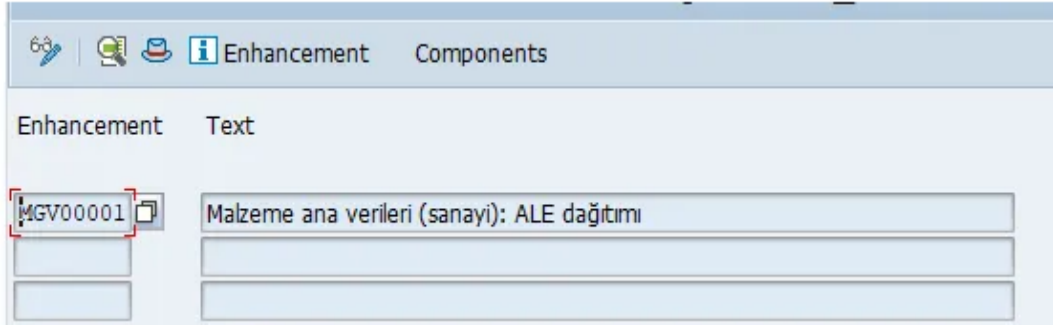 Enhancement Components
Enhancement Text
MGV00001 Malzeme ana verileri (sanayi): ALE dağıtımı